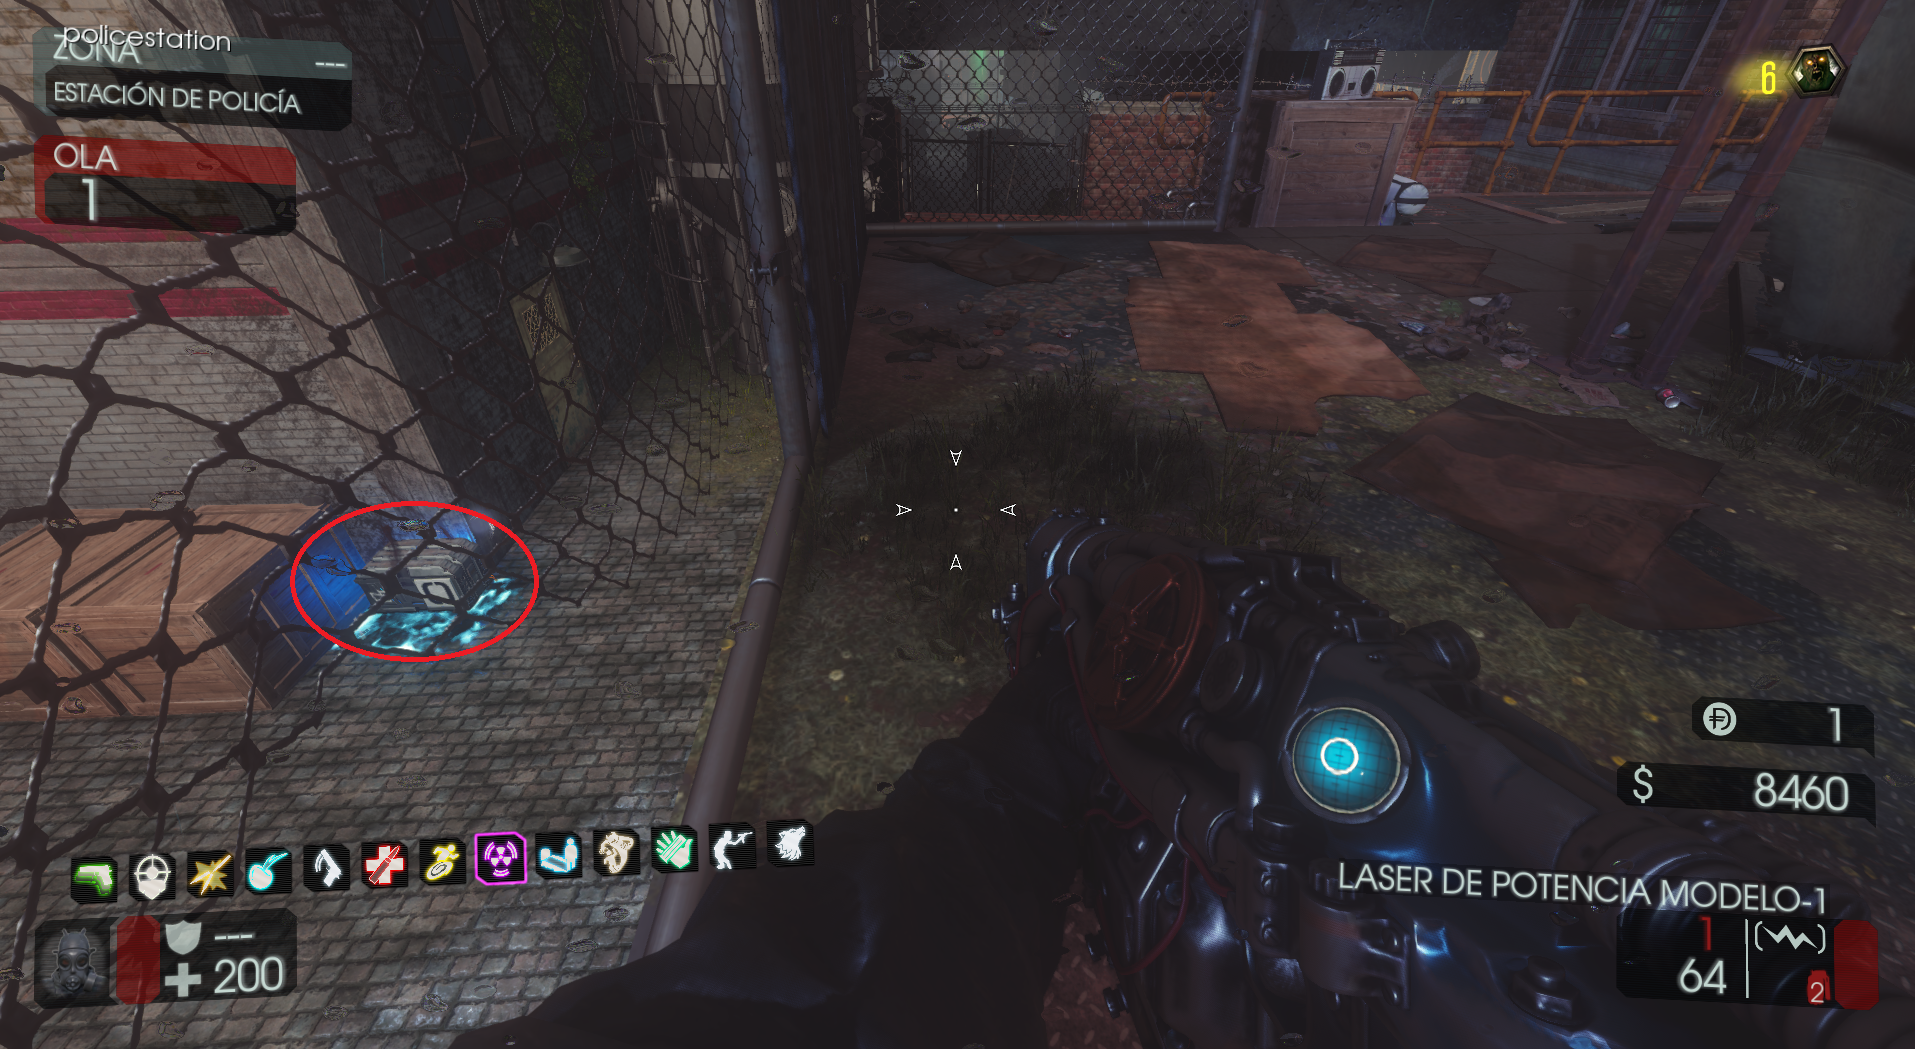 policestation
ZONA
---
ESTACIÓN DE POLICÍA
OLA
1
6
1
$ 8460
LASER DE POTENCIA MODELO-1
1
64
2
---
200